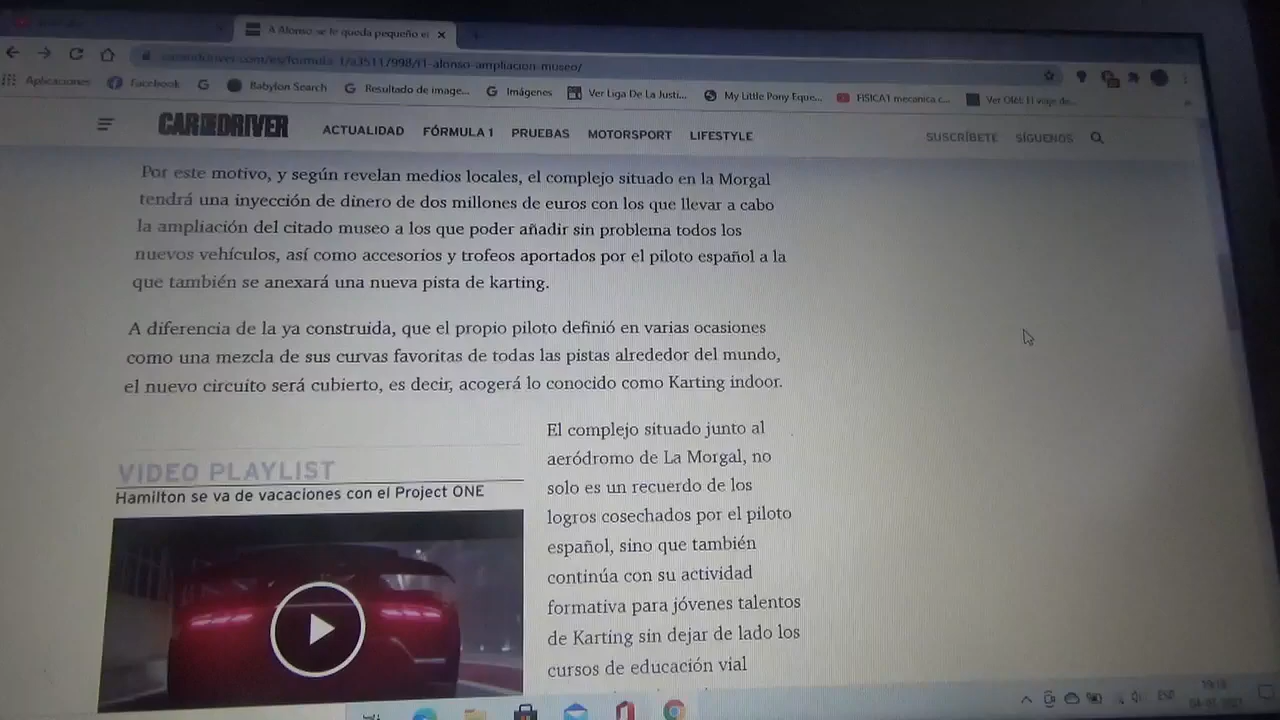 A Alonso se le queda pequeño
caranddriver.com/es/formula-1/a35117998/f1-alonso-ampliacion-museo/
Aplicaciones
Facebook
Babylon Search
Resultado de image...
Imágenes
Ver Liga De La Justi...
My Little Pony Eque...
FISICA1 mecanica c...
Ver Olé! El viaje de...
CAR AND DRIVER
ACTUALIDAD
FÓRMULA 1
PRUEBAS
MOTORSPORT
LIFESTYLE
SUSCRÍBETE
SÍGUENOS
Por este motivo, y según revelan medios locales, el complejo situado en la Morgal
tendrá una inyección de dinero de dos millones de euros con los que llevar a cabo
la ampliación del citado museo a los que poder añadir sin problema todos los
nuevos vehículos, así como accesorios y trofeos aportados por el piloto español a la
que también se anexará una nueva pista de karting.
A diferencia de la ya construida, que el propio piloto definió en varias ocasiones
como una mezcla de sus curvas favoritas de todas las pistas alrededor del mundo,
el nuevo circuito será cubierto, es decir, acogerá lo conocido como Karting indoor.
VIDEO PLAYLIST
Hamilton se va de vacaciones con el Project ONE
El complejo situado junto al
aeródromo de La Morgal, no
solo es un recuerdo de los
logros cosechados por el piloto
español, sino que también
continúa con su actividad
formativa para jóvenes talentos
de Karting sin dejar de lado los
cursos de educación vial
ESP